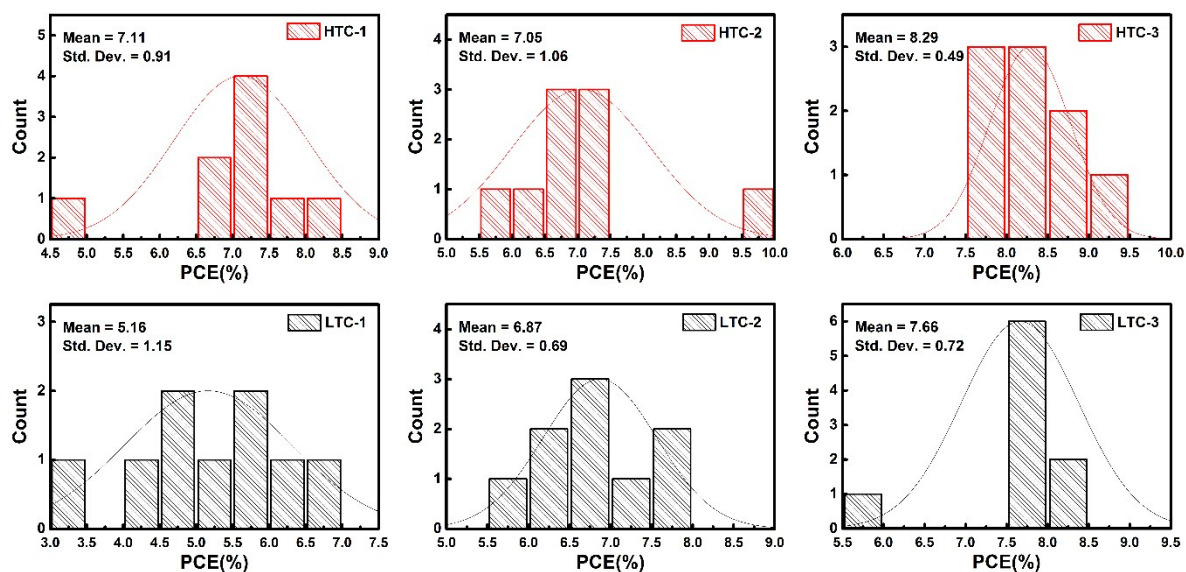 Mean = 7.11
Std. Dev. = 0.91
HTC-1
Count
5
4
3
2
1
0
4.5 5.0 5.5 6.0 6.5 7.0 7.5 8.0 8.5 9.0
PCE(%)
Mean = 7.05
Std. Dev. = 1.06
HTC-2
Count
4
3
2
1
0
5.0 5.5 6.0 6.5 7.0 7.5 8.0 8.5 9.0 9.5 10.0
PCE(%)
Mean = 8.29
Std. Dev. = 0.49
HTC-3
Count
3
2
1
0
6.0 6.5 7.0 7.5 8.0 8.5 9.0 9.5 10.0
PCE(%)
Mean = 5.16
Std. Dev. = 1.15
LTC-1
Count
3
2
1
0
3.0 3.5 4.0 4.5 5.0 5.5 6.0 6.5 7.0 7.5
PCE(%)
Mean = 6.87
Std. Dev. = 0.69
LTC-2
Count
4
3
2
1
0
5.0 5.5 6.0 6.5 7.0 7.5 8.0 8.5 9.0
PCE(%)
Mean = 7.66
Std. Dev. = 0.72
LTC-3
Count
6
5
4
3
2
1
0
5.5 6.0 6.5 7.0 7.5 8.0 8.5 9.0 9.5
PCE(%)